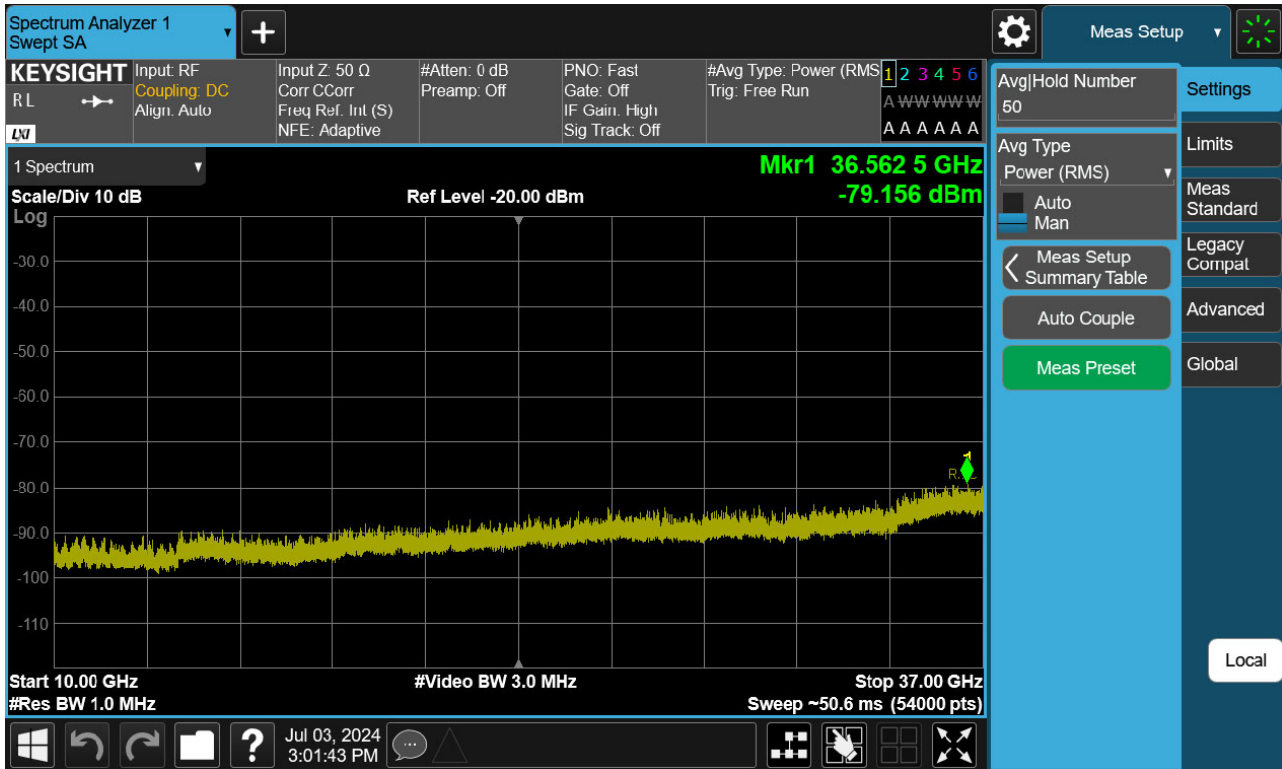 Spectrum Analyzer 1
Swept SA
Meas Setup
KEYSIGHT
RL
LXI
Input: RF
Coupling: DC
Align: Auto
Input Z: 50 Ω
Corr CCorr
Freq Ref: Int (S)
NFE: Adaptive
#Atten: 0 dB
Preamp: Off
PNO: Fast
Gate: Off
IF Gain: High
Sig Track: Off
#Avg Type: Power (RMS
Trig: Free Run
1 2 3 4 5 6
A W W W W W
A A A A A A
1 Spectrum
Scale/Div 10 dB
Ref Level -20.00 dBm
Mkr1 36.562 5 GHz
-79.156 dBm
Log
-30.0
-40.0
-50.0
-60.0
-70.0
-80.0
-90.0
-100
-110
1
Start 10.00 GHz
#Res BW 1.0 MHz
#Video BW 3.0 MHz
Stop 37.00 GHz
Sweep ~50.6 ms (54000 pts)
Avg|Hold Number
50
Avg Type
Power (RMS)
Auto
Man
Meas Setup
Summary Table
Auto Couple
Meas Preset
Settings
Limits
Meas
Standard
Legacy
Compat
Advanced
Global
Local
?
Jul 03, 2024
3:01:43 PM